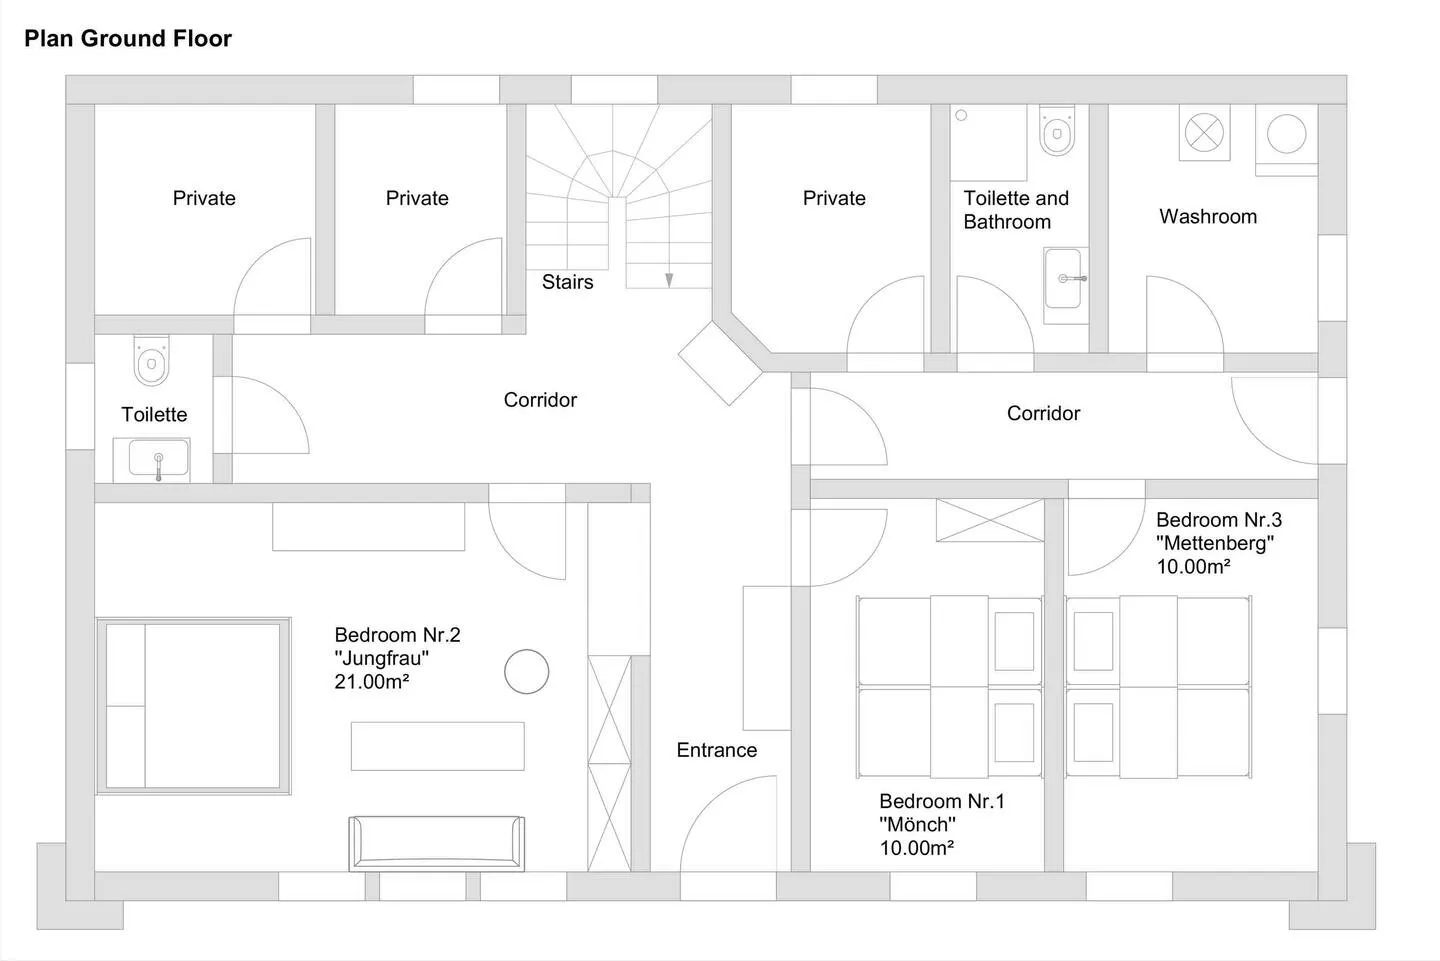 Plan Ground Floor
Private
Private
Private
Toilette and
Bathroom
Washroom
Stairs
Toilette
Corridor
Corridor
Bedroom Nr.3
"Mettenberg"
10.00m²
Bedroom Nr.2
"Jungfrau"
21.00m²
Entrance
Bedroom Nr.1
"Mönch"
10.00m²